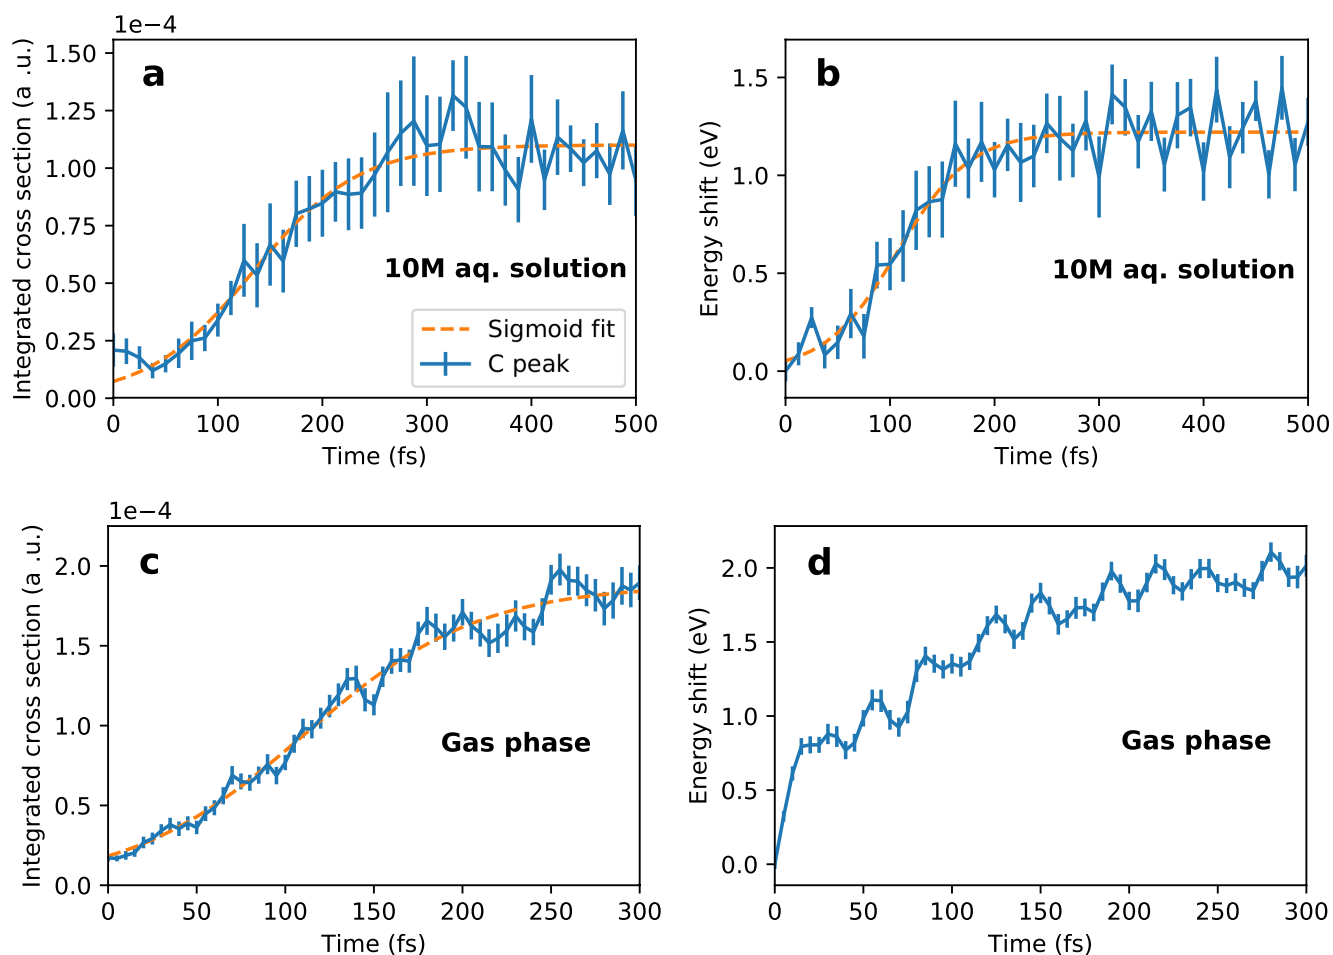 1e−4
a
Integrated cross section (a .u.)
1.50
1.25
1.00
0.75
0.50
0.25
0.00
10M aq. solution
Sigmoid fit
C peak
0 100 200 300 400 500
Time (fs)
b
Energy shift (eV)
1.5
1.0
0.5
0.0
10M aq. solution
0 100 200 300 400 500
Time (fs)
1e−4
c
Integrated cross section (a .u.)
2.0
1.5
1.0
0.5
0.0
Gas phase
0 50 100 150 200 250 300
Time (fs)
d
Energy shift (eV)
2.0
1.5
1.0
0.5
0.0
Gas phase
0 50 100 150 200 250 300
Time (fs)